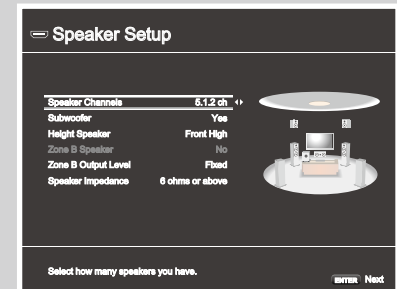 Speaker Setup
Speaker Channels 5.1.2 ch
Subwoofer Yes
Height Speaker Front High
Zone B Speaker No
Zone B Output Level Fixed
Speaker Impedance 6 ohms or above
Select how many speakers you have.
ENTER Next